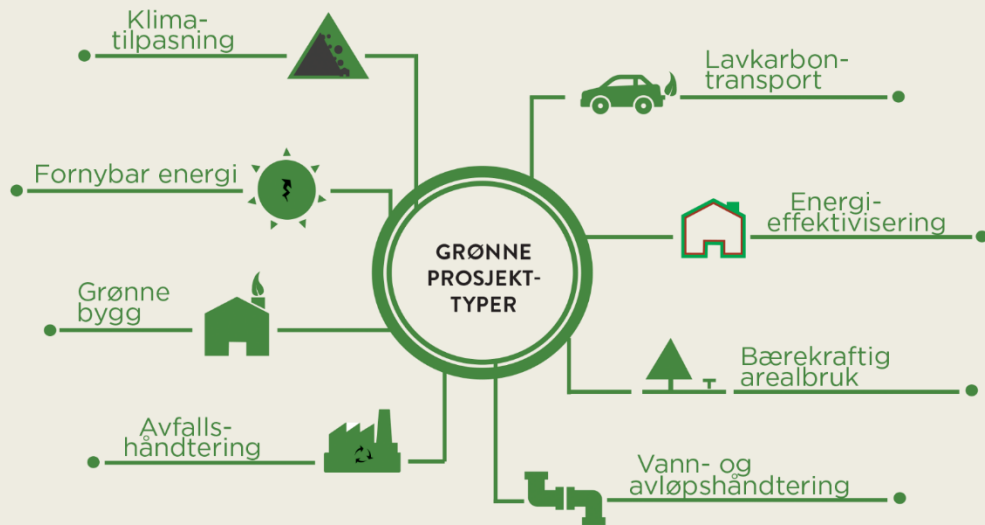 Klima-
tilpasning
Lavkarbon-
transport
Fornybar energi
Energi-
effektivisering
GRØNNE
PROSJEKT-
TYPER
Grønne
bygg
Bærekraftig
arealbruk
Avfalls-
håndtering
Vann- og
avløpshåndtering